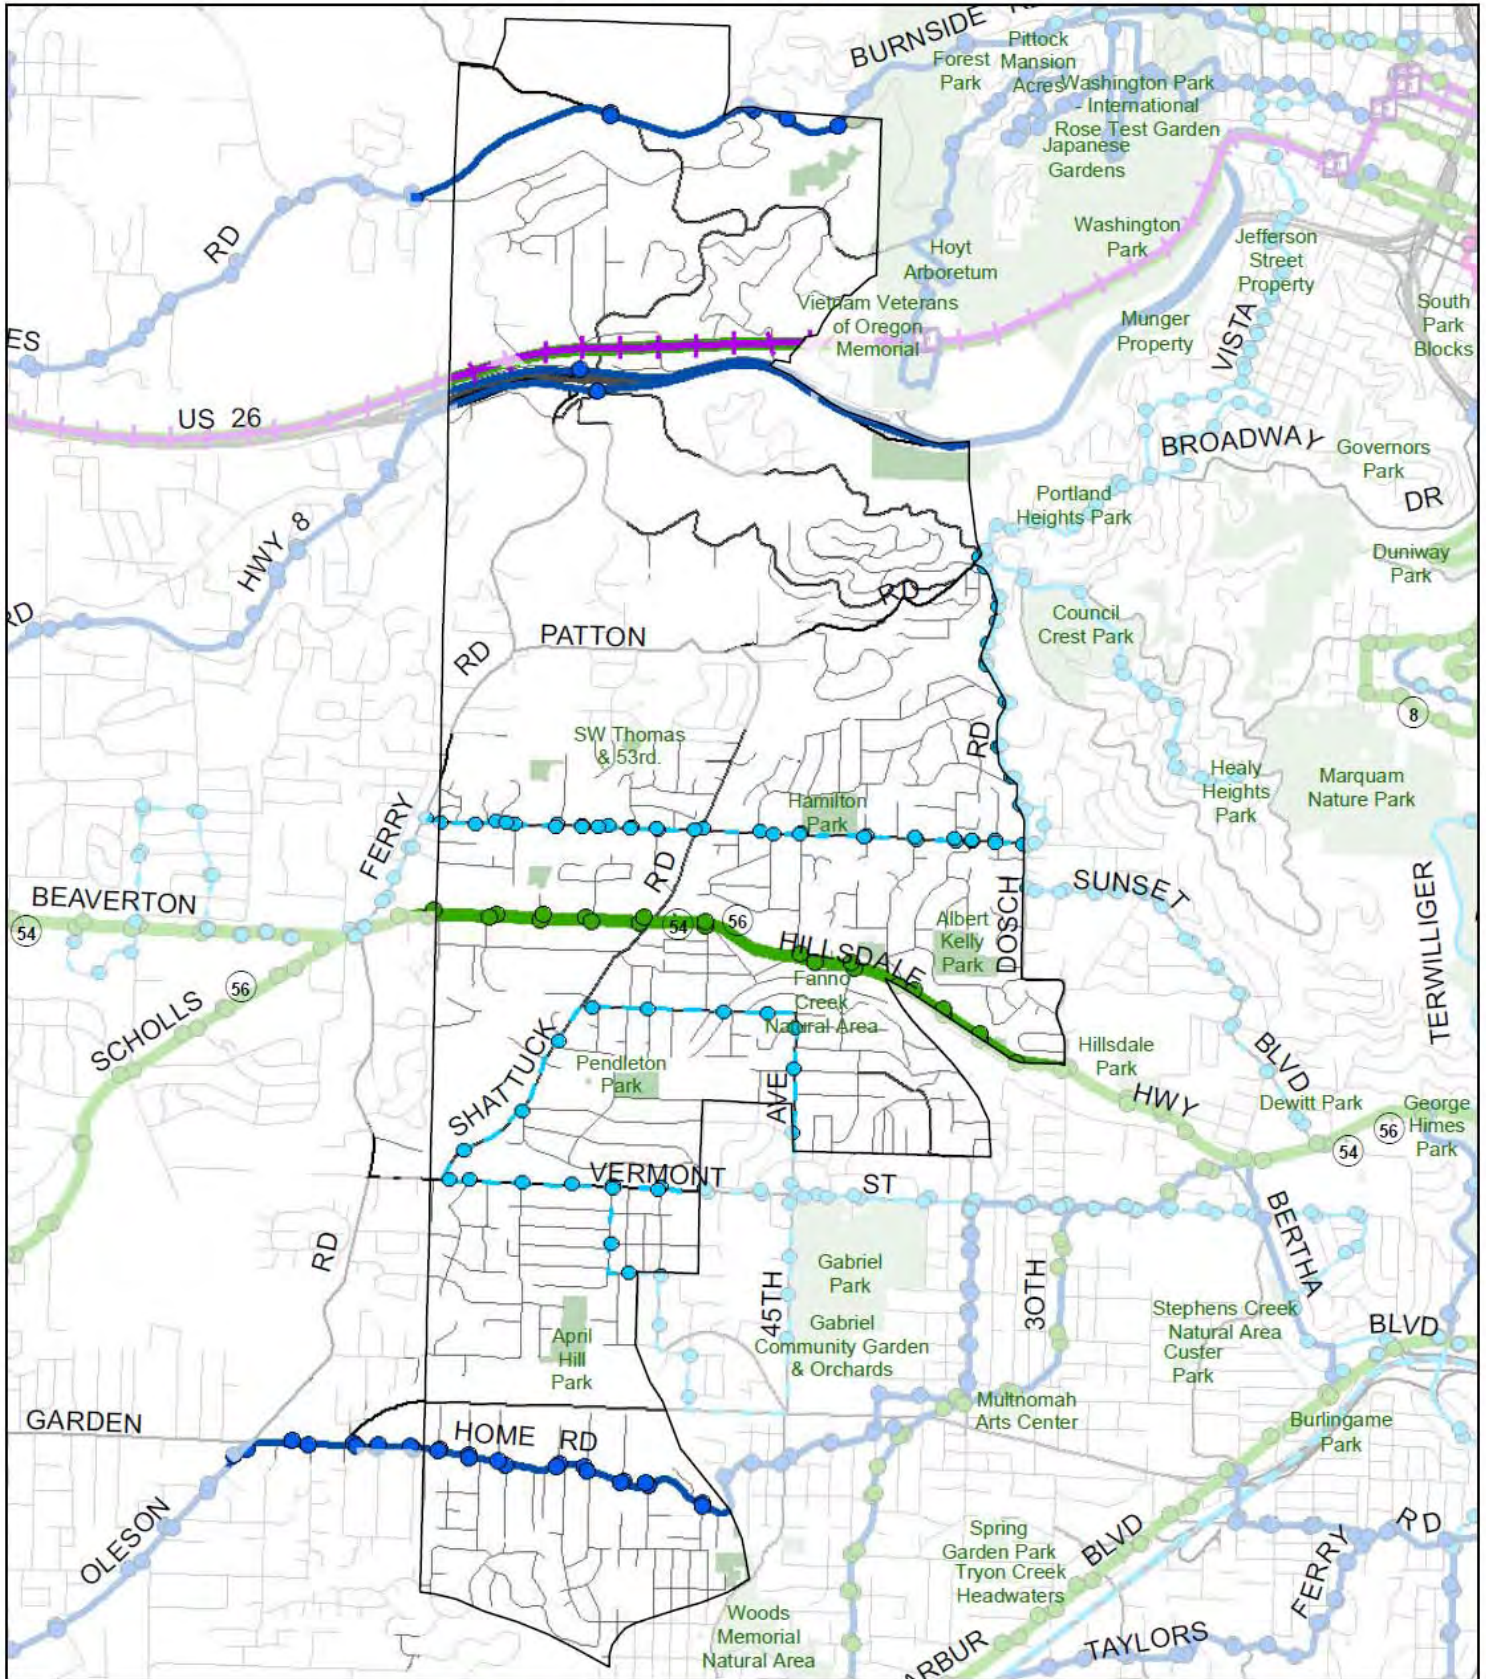 BURNSIDE
Pittock
Mansion
Acres
Forest
Park
Washington Park
- International
Rose Test Garden
Japanese
Gardens
RD
Washington
Park
Jefferson
Street
Property
Hoyt
Arboretum
Vietnam Veterans
of Oregon
Memorial
South
Park
Blocks
Munger
Property
VISTA
ES
US 26
BROADWAY
Governors
Park
DR
Portland
Heights Park
HWY 8
Duniway
Park
RD
RD
Council
Crest Park
PATTON
RD
8
SW Thomas
& 53rd.
RD
Healy
Heights
Park
Marquam
Nature Park
Hamilton
Park
FERRY
RD
SUNSET
TERWILLIGER
BEAVERTON
54
54
56
HILLSDALE
Albert
Kelly
Park
DOSCH
56
SCHOLLS
Fanno
Creek
Natural Area
SHATTUCK
Pendleton
Park
AVE
Hillsdale
Park
BLVD
HWY
Dewitt Park
George
Himes
Park
56
54
VERMONT
ST
RD
BERTHA
45TH
30TH
Gabriel
Park
Gabriel
Community Garden
& Orchards
Stephens Creek
Natural Area
Custer
Park
BLVD
April
Hill
Park
Multnomah
Arts Center
GARDEN
HOME RD
Burlingame
Park
OLESON
Spring
Garden Park
Tryon Creek
Headwaters
BLVD
FERRY
RD
Woods
Memorial
Natural Area
ARBUR
TAYLORS